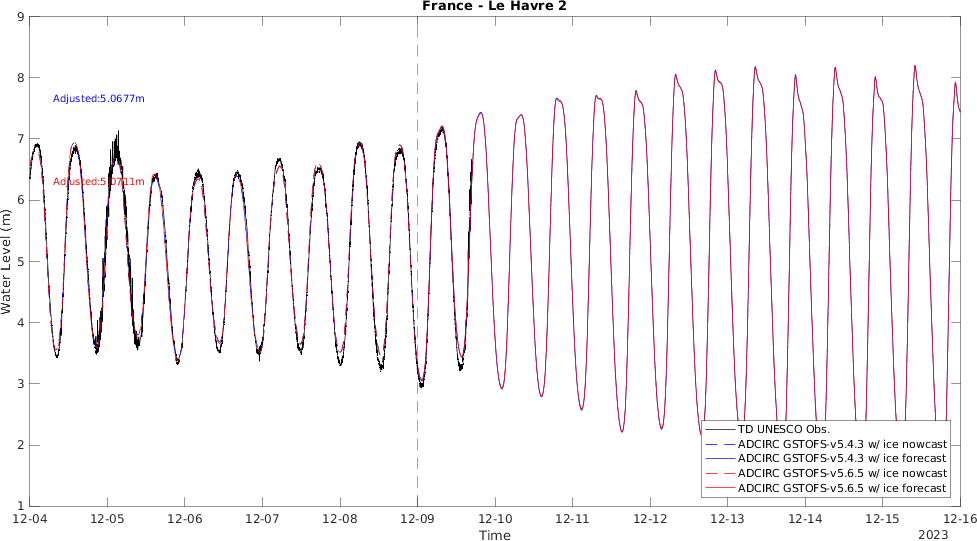 France - Le Havre 2
9
8
7
6
5
4
3
2
1
Water Level (m)
Adjusted:5.0677m
Adjusted:5.0711m
TD UNESCO Obs.
ADCIRC GSTOFS-v5.4.3 w/ ice nowcast
ADCIRC GSTOFS-v5.4.3 w/ ice forecast
ADCIRC GSTOFS-v5.6.5 w/ ice nowcast
ADCIRC GSTOFS-v5.6.5 w/ ice forecast
12-04 12-05 12-06 12-07 12-08 12-09 12-10 12-11 12-12 12-13 12-14 12-15 12-16
Time
2023